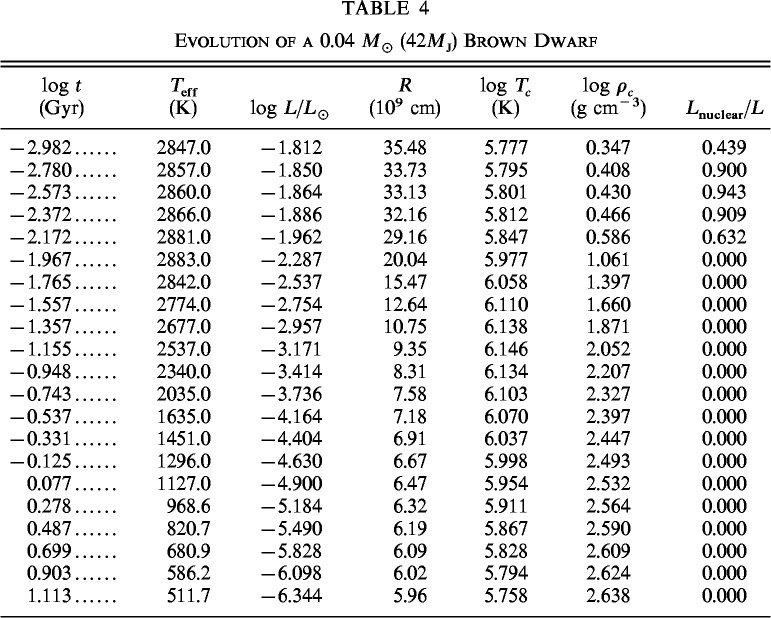 TABLE 4
EVOLUTION OF A 0.04 M⊙ (42MJ) BROWN DWARF
log t (Gyr) Teff (K) log L/L⊙ R (10⁹ cm) log Tc (K) log ρc (g cm⁻³) Lnuclear/L
−2.982...... 2847.0 −1.812 35.48 5.777 0.347 0.439
−2.780...... 2857.0 −1.850 33.73 5.795 0.408 0.900
−2.573...... 2860.0 −1.864 33.13 5.801 0.430 0.943
−2.372...... 2866.0 −1.886 32.16 5.812 0.466 0.909
−2.172...... 2881.0 −1.962 29.16 5.847 0.586 0.632
−1.967...... 2883.0 −2.287 20.04 5.977 1.061 0.000
−1.765...... 2842.0 −2.537 15.47 6.058 1.397 0.000
−1.557...... 2774.0 −2.754 12.64 6.110 1.660 0.000
−1.357...... 2677.0 −2.957 10.75 6.138 1.871 0.000
−1.155...... 2537.0 −3.171 9.35 6.146 2.052 0.000
−0.948...... 2340.0 −3.414 8.31 6.134 2.207 0.000
−0.743...... 2035.0 −3.736 7.58 6.103 2.327 0.000
−0.537...... 1635.0 −4.164 7.18 6.070 2.397 0.000
−0.331...... 1451.0 −4.404 6.91 6.037 2.447 0.000
−0.125...... 1296.0 −4.630 6.67 5.998 2.493 0.000
0.077...... 1127.0 −4.900 6.47 5.954 2.532 0.000
0.278...... 968.6 −5.184 6.32 5.911 2.564 0.000
0.487...... 820.7 −5.490 6.19 5.867 2.590 0.000
0.699...... 680.9 −5.828 6.09 5.828 2.609 0.000
0.903...... 586.2 −6.098 6.02 5.794 2.624 0.000
1.113...... 511.7 −6.344 5.96 5.758 2.638 0.000